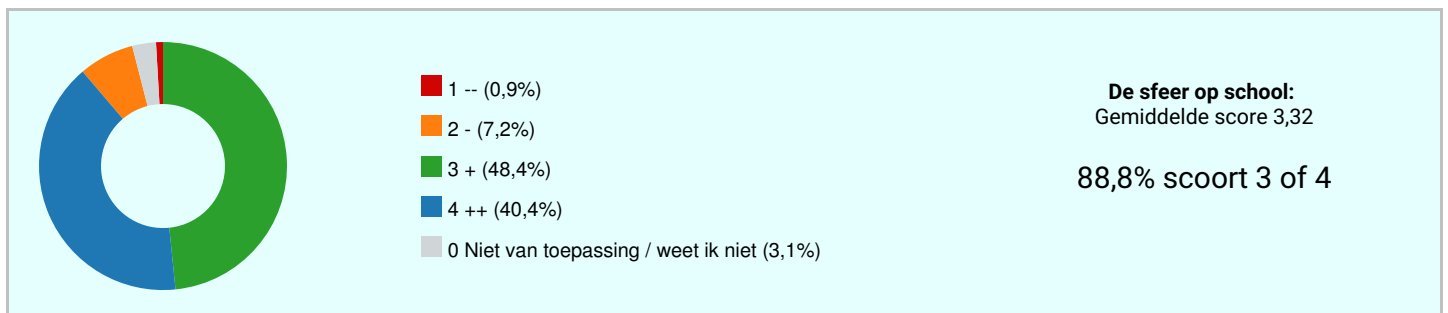 1 -- (0,9%)
2 - (7,2%)
3 + (48,4%)
4 ++ (40,4%)
0 Niet van toepassing / weet ik niet (3,1%)
De sfeer op school:
Gemiddelde score 3,32
88,8% scoort 3 of 4